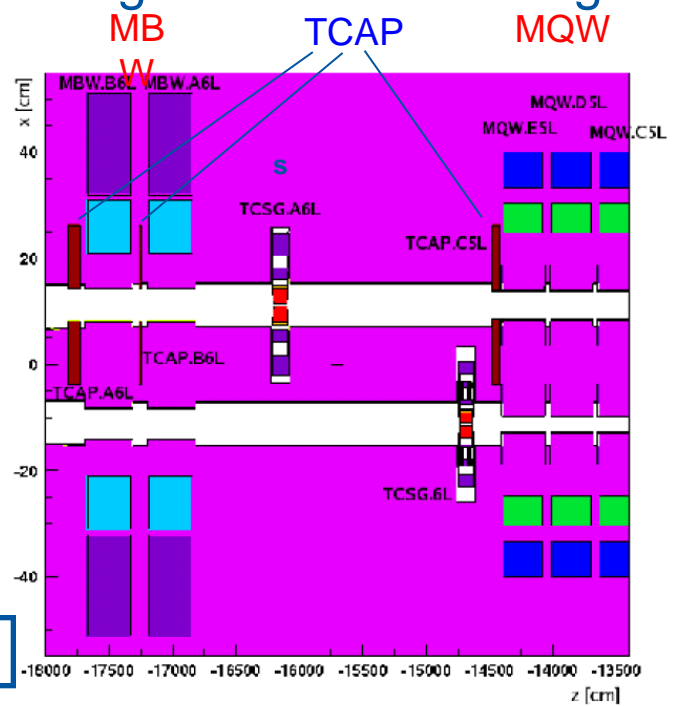 MB
W
TCAP
MQW
MBW.B6L
MBW.A6L
MQW.D5L
MQW.E5L
MQW.C5L
s
TCSG.A6L
TCAP.C5L
TCAP.B6L
TCAP.A6L
TCSG.6L
x [cm]
40
20
0
-20
-40
-18000 -17500 -17000 -16500 -16000 -15500 -15000 -14500 -14000 -13500
z [cm]